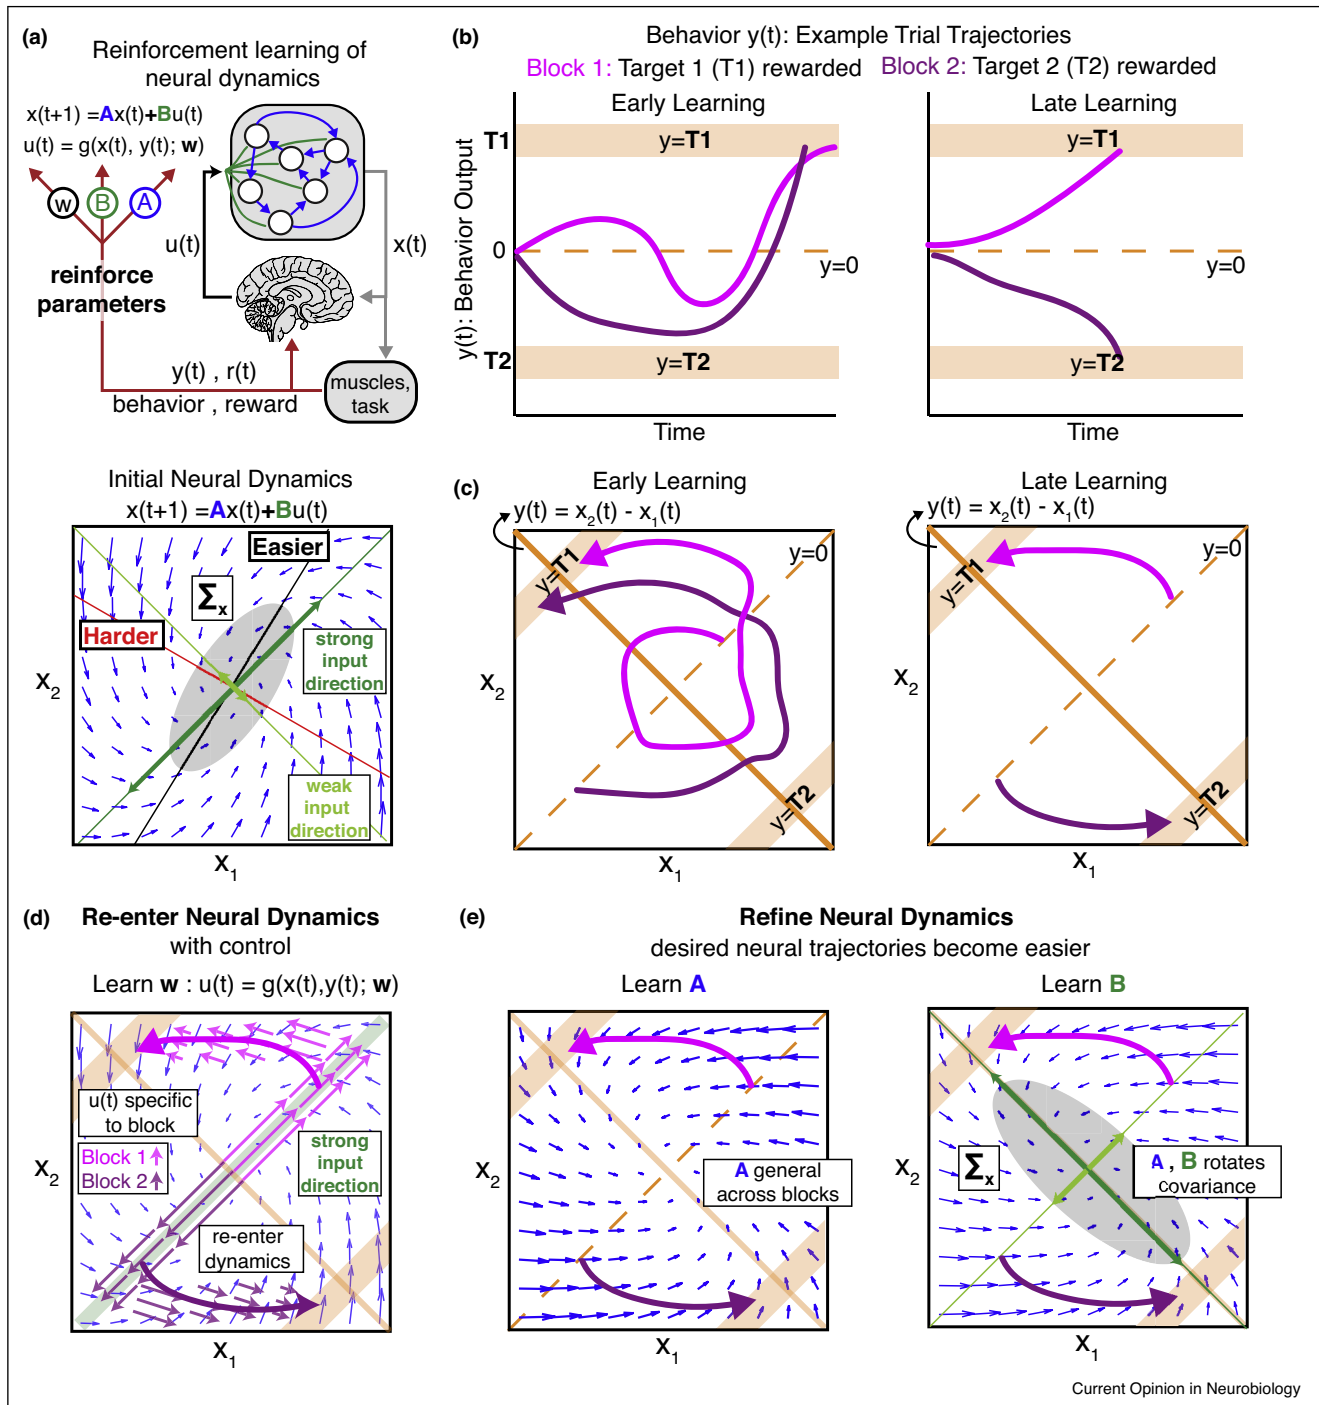 (a)
Reinforcement learning of
neural dynamics
x(t+1) =Ax(t)+Bu(t)
u(t) = g(x(t), y(t); w)
w
B
A
u(t)
x(t)
reinforce
parameters
y(t) , r(t)
behavior , reward
muscles,
task
Initial Neural Dynamics
x(t+1) =Ax(t)+Bu(t)
Easier
Σx
Harder
strong
input
direction
weak
input
direction
X2
X1
(b)
Behavior y(t): Example Trial Trajectories
Block 1: Target 1 (T1) rewarded
Block 2: Target 2 (T2) rewarded
Early Learning
T1
y=T1
0
y=0
T2
y=T2
y(t): Behavior Output
Time
Late Learning
y=T1
y=0
y=T2
Time
(c)
Early Learning
y(t) = x2(t) - x1(t)
y=0
y=T1
y=T2
X2
X1
Late Learning
y(t) = x2(t) - x1(t)
y=0
y=T1
y=T2
X2
X1
(d)
Re-enter Neural Dynamics
with control
Learn w : u(t) = g(x(t),y(t); w)
u(t) specific
to block
Block 1
Block 2
strong
input
direction
re-enter
dynamics
X2
X1
(e)
Refine Neural Dynamics
desired neural trajectories become easier
Learn A
A general
across blocks
X2
X1
Learn B
Σx
A , B rotates
covariance
X2
X1
Current Opinion in Neurobiology